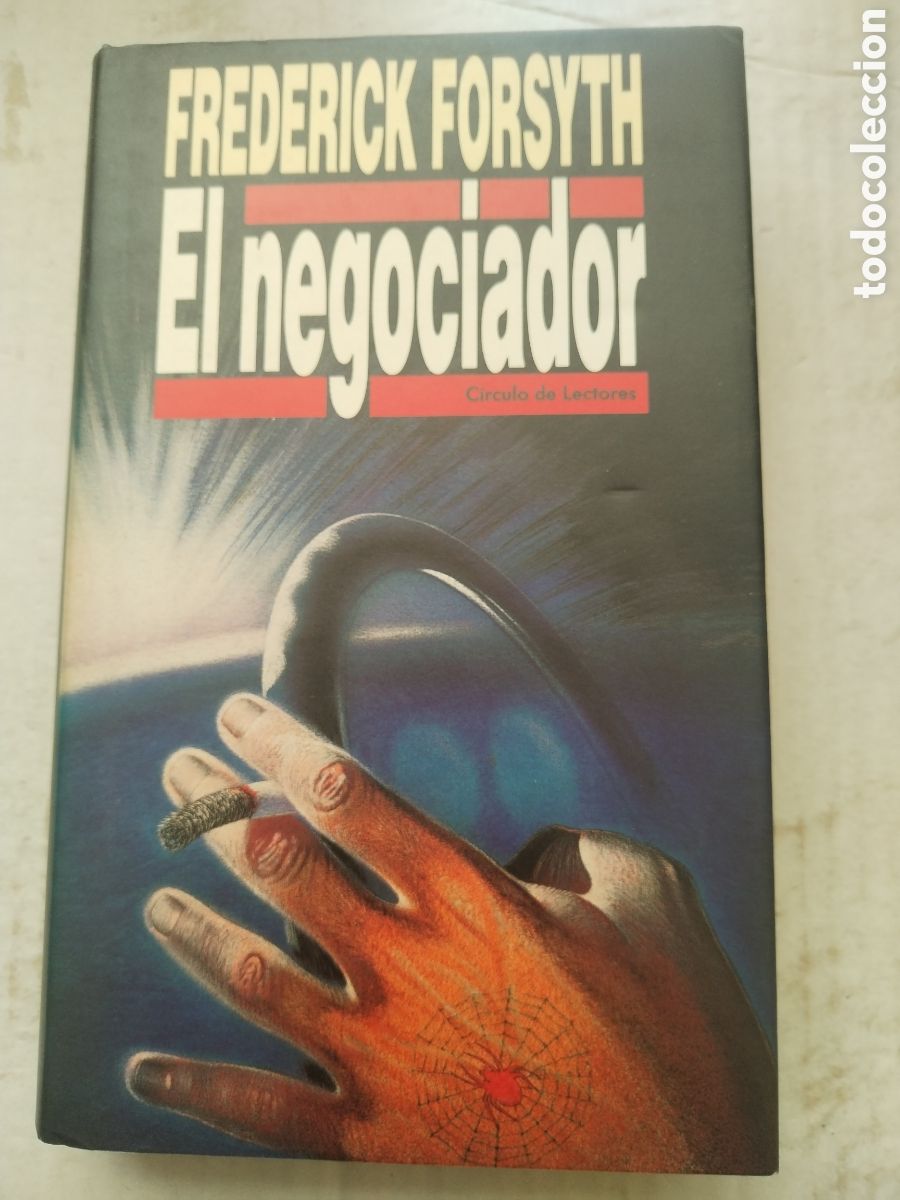 FREDERICK FORSYTH
El negociador
Círculo de Lectores
todocoleccion